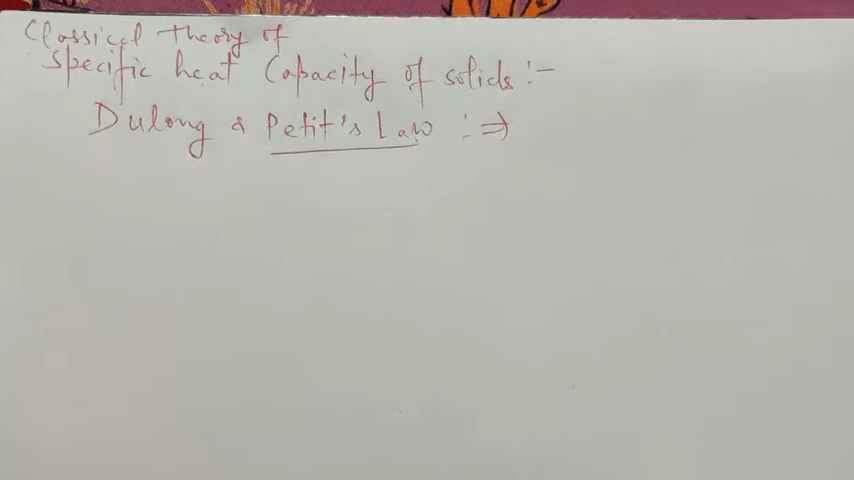 Classical Theory of
Specific heat Capacity of solids :-
Dulong & Petit's Law :⇒